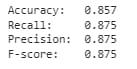 Accuracy: 0.857
Recall: 0.875
Precision: 0.875
F-score: 0.875